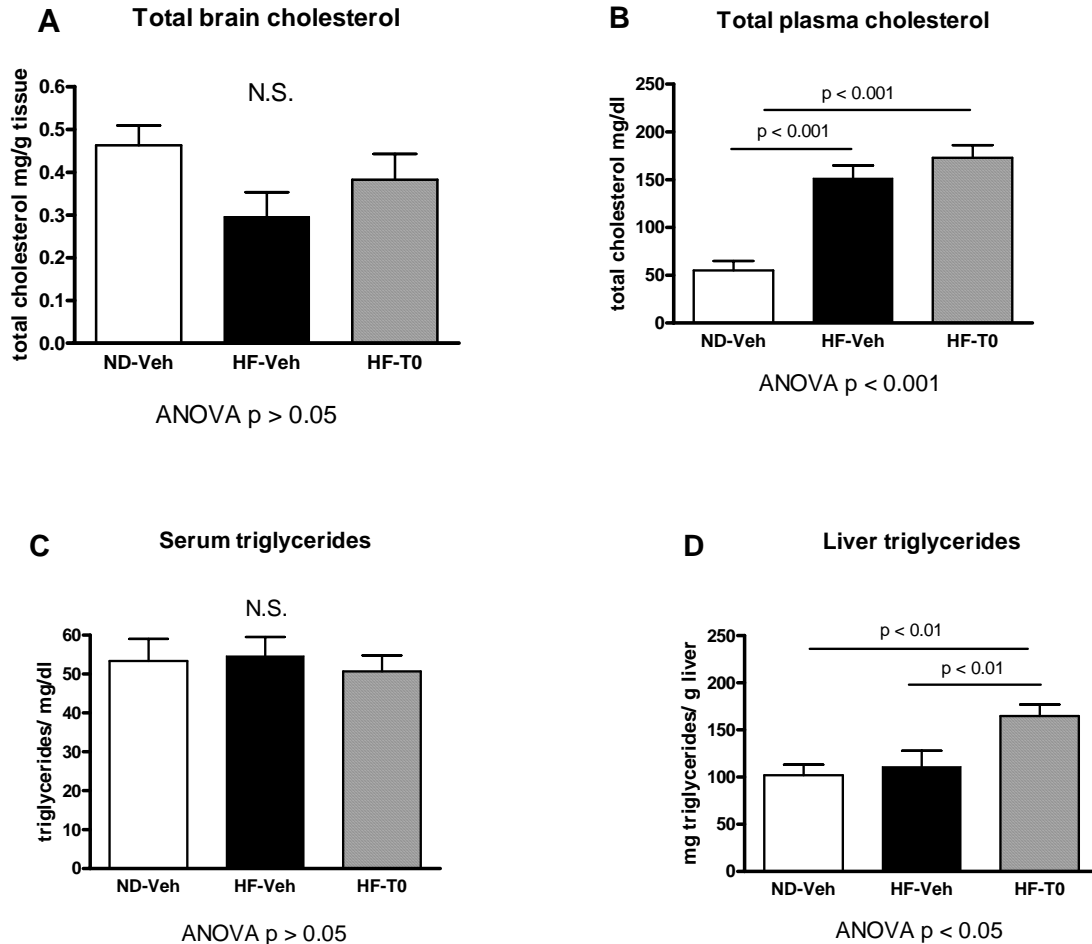 A
Total brain cholesterol
total cholesterol mg/g tissue
0.6
0.5
0.4
0.3
0.2
0.1
0.0
N.S.
ND-Veh
HF-Veh
HF-T0
ANOVA p > 0.05
B
Total plasma cholesterol
total cholesterol mg/dl
250
200
150
100
50
0
p < 0.001
p < 0.001
ND-Veh
HF-Veh
HF-T0
ANOVA p < 0.001
C
Serum triglycerides
triglycerides/ mg/dl
60
50
40
30
20
10
0
N.S.
ND-Veh
HF-Veh
HF-T0
ANOVA p > 0.05
D
Liver triglycerides
mg triglycerides/ g liver
250
200
150
100
50
0
p < 0.01
p < 0.01
ND-Veh
HF-Veh
HF-T0
ANOVA p < 0.05